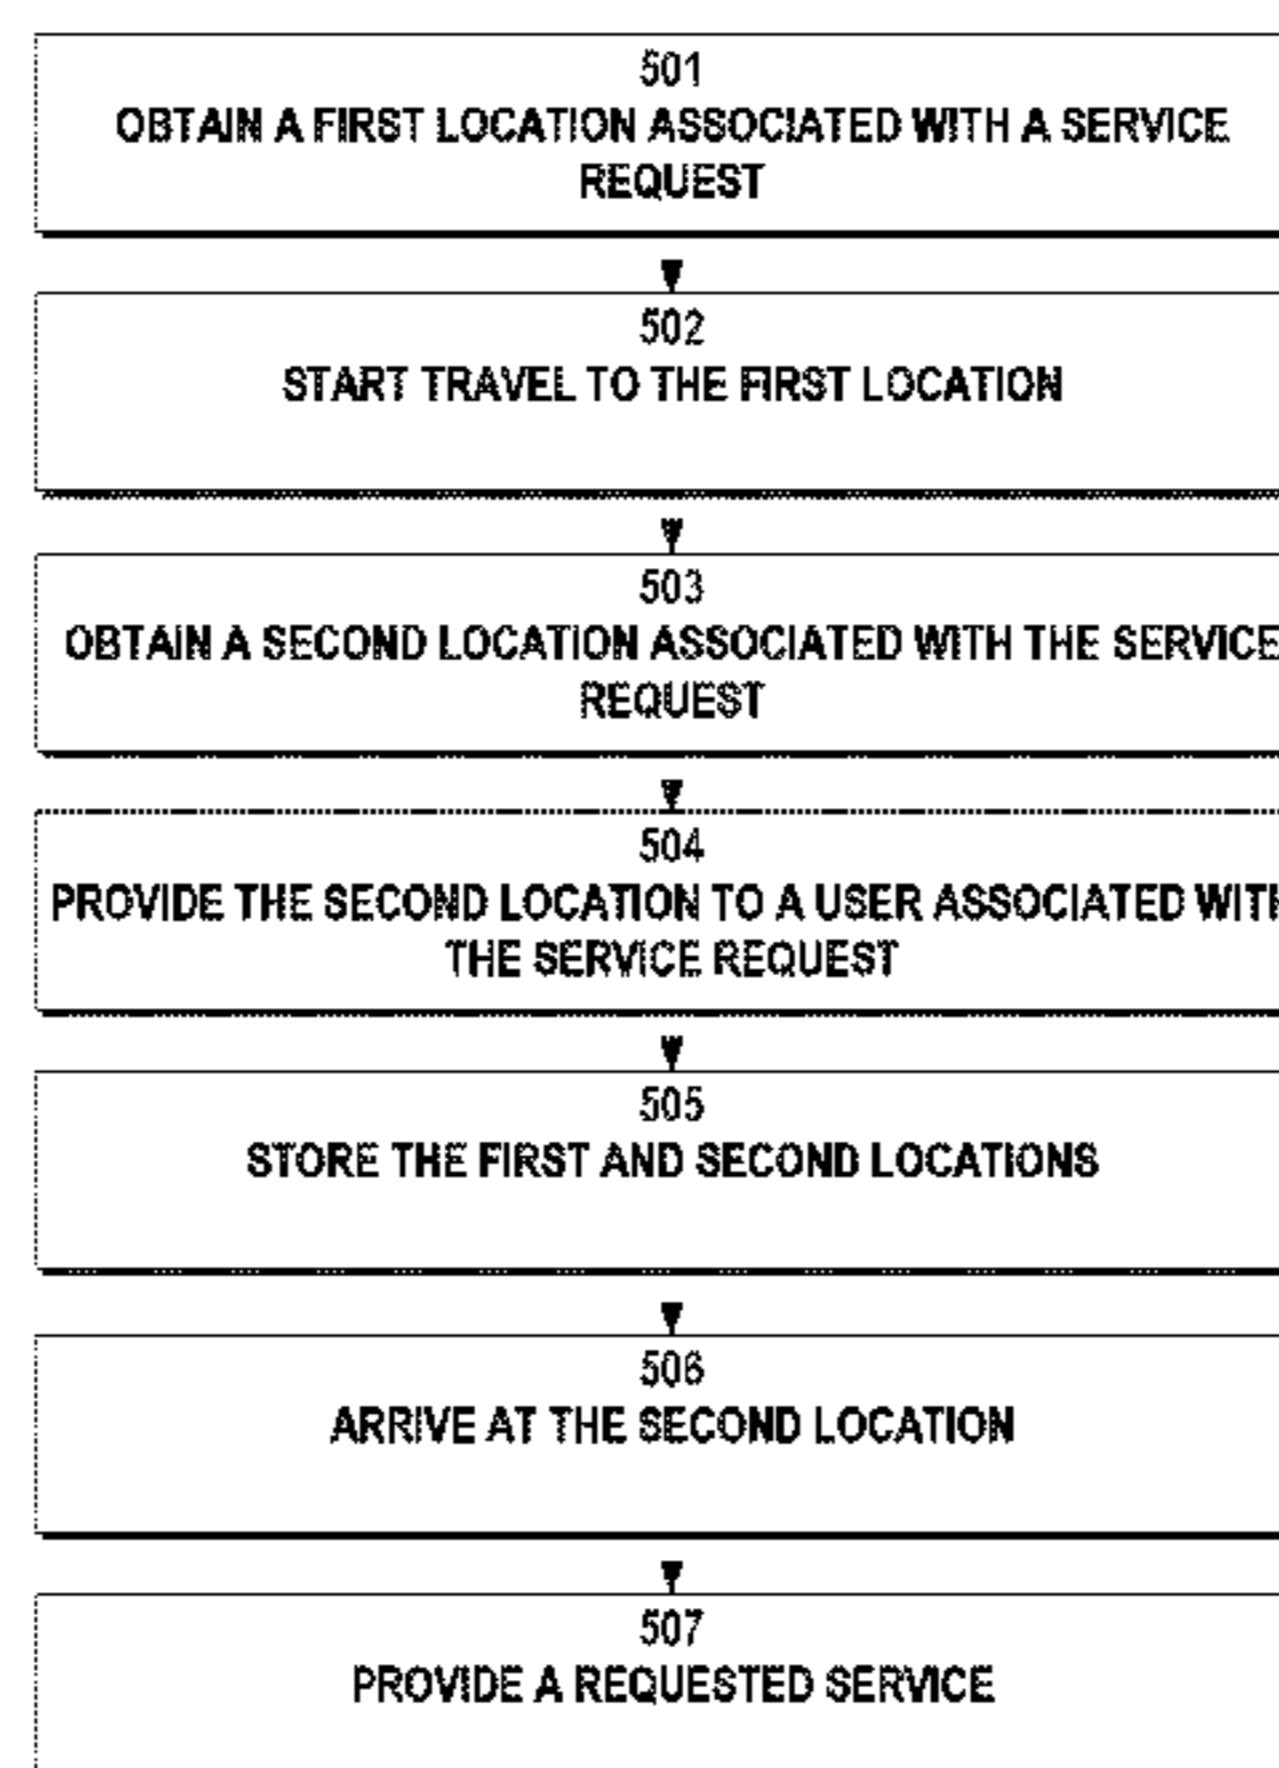 501
OBTAIN A FIRST LOCATION ASSOCIATED WITH A SERVICE
REQUEST
502
START TRAVEL TO THE FIRST LOCATION
503
OBTAIN A SECOND LOCATION ASSOCIATED WITH THE SERVICE
REQUEST
504
PROVIDE THE SECOND LOCATION TO A USER ASSOCIATED WITH
THE SERVICE REQUEST
505
STORE THE FIRST AND SECOND LOCATIONS
506
ARRIVE AT THE SECOND LOCATION
507
PROVIDE A REQUESTED SERVICE